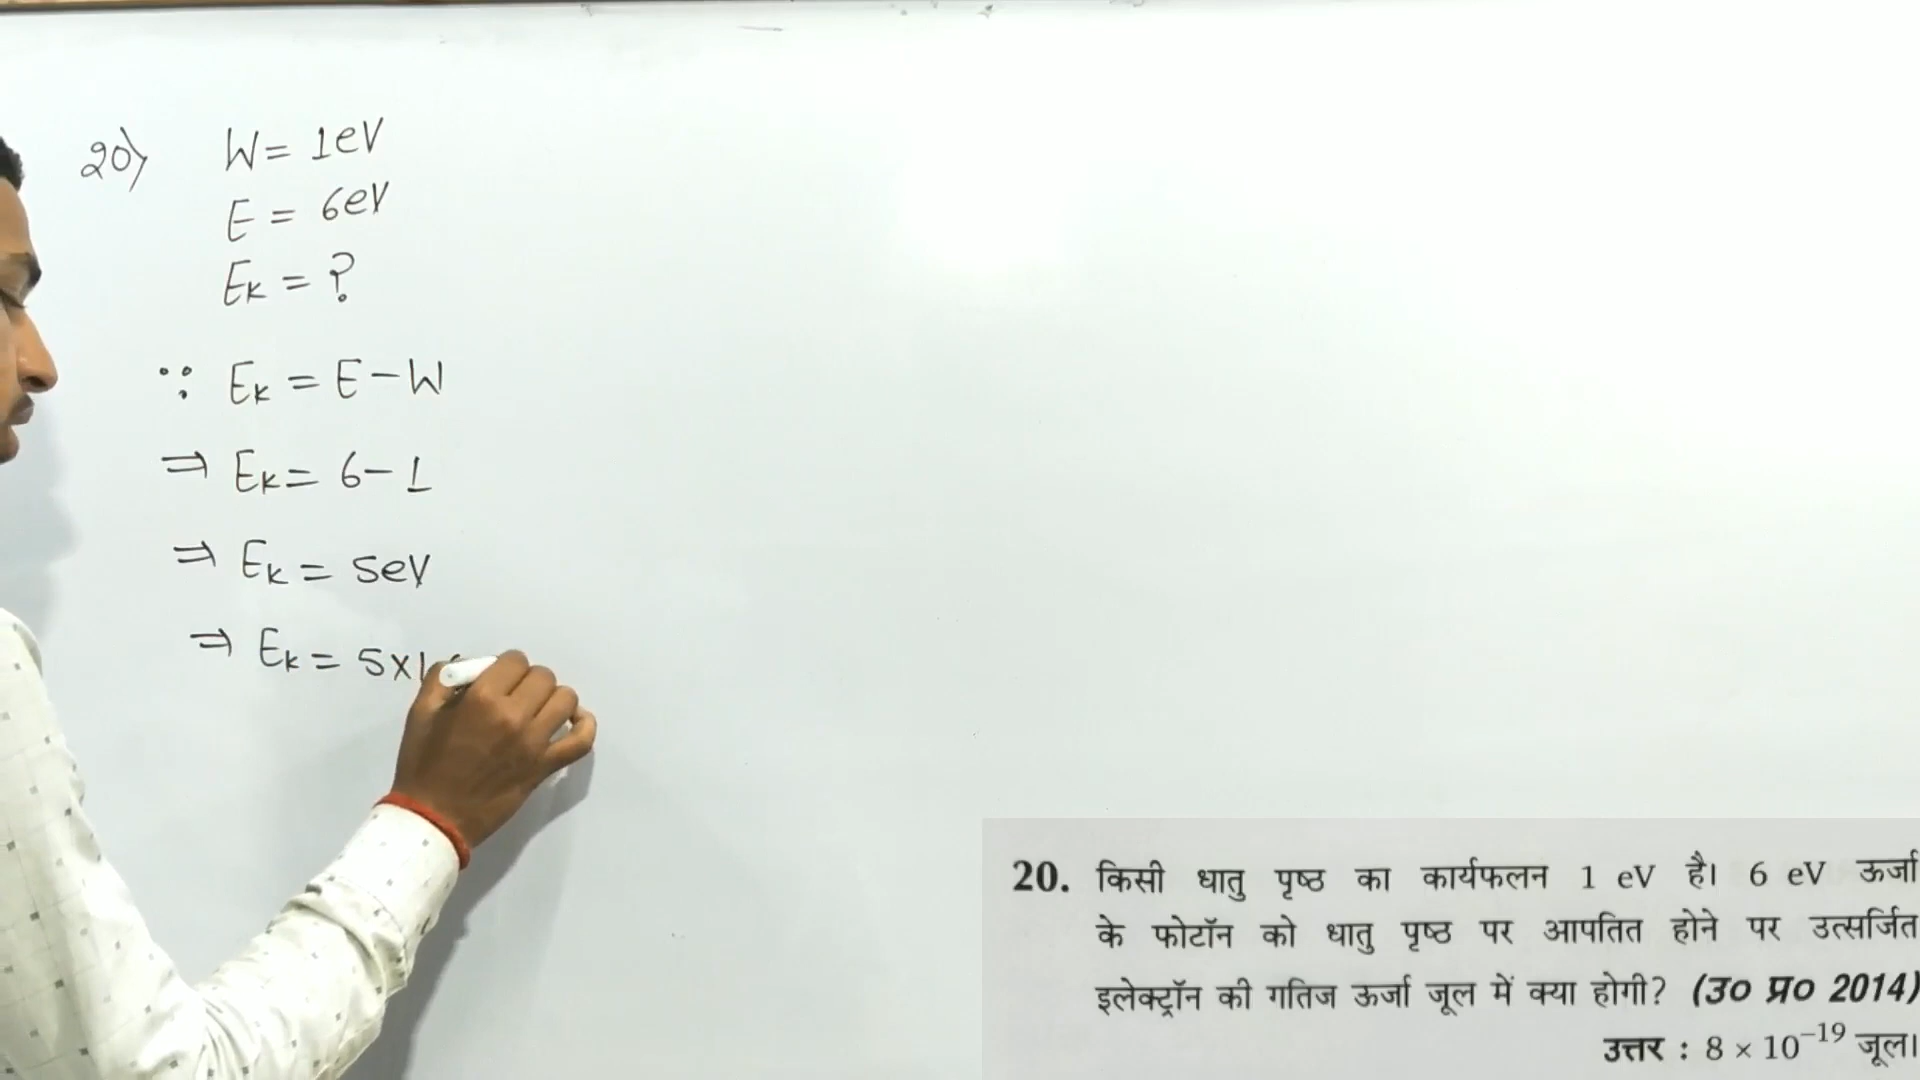 20) W = 1eV
E = 6eV
Ek = ?
∵ Ek = E - W
⇒ Ek = 6 - 1
⇒ Ek = 5eV
⇒ Ek = 5×1
20. किसी धातु पृष्ठ का कार्यफलन 1 eV है। 6 eV ऊर्जा
के फोटॉन को धातु पृष्ठ पर आपतित होने पर उत्सर्जित
इलेक्ट्रॉन की गतिज ऊर्जा जूल में क्या होगी? (उ० प्र० 2014)
उत्तर : 8 × 10⁻¹⁹ जूल।